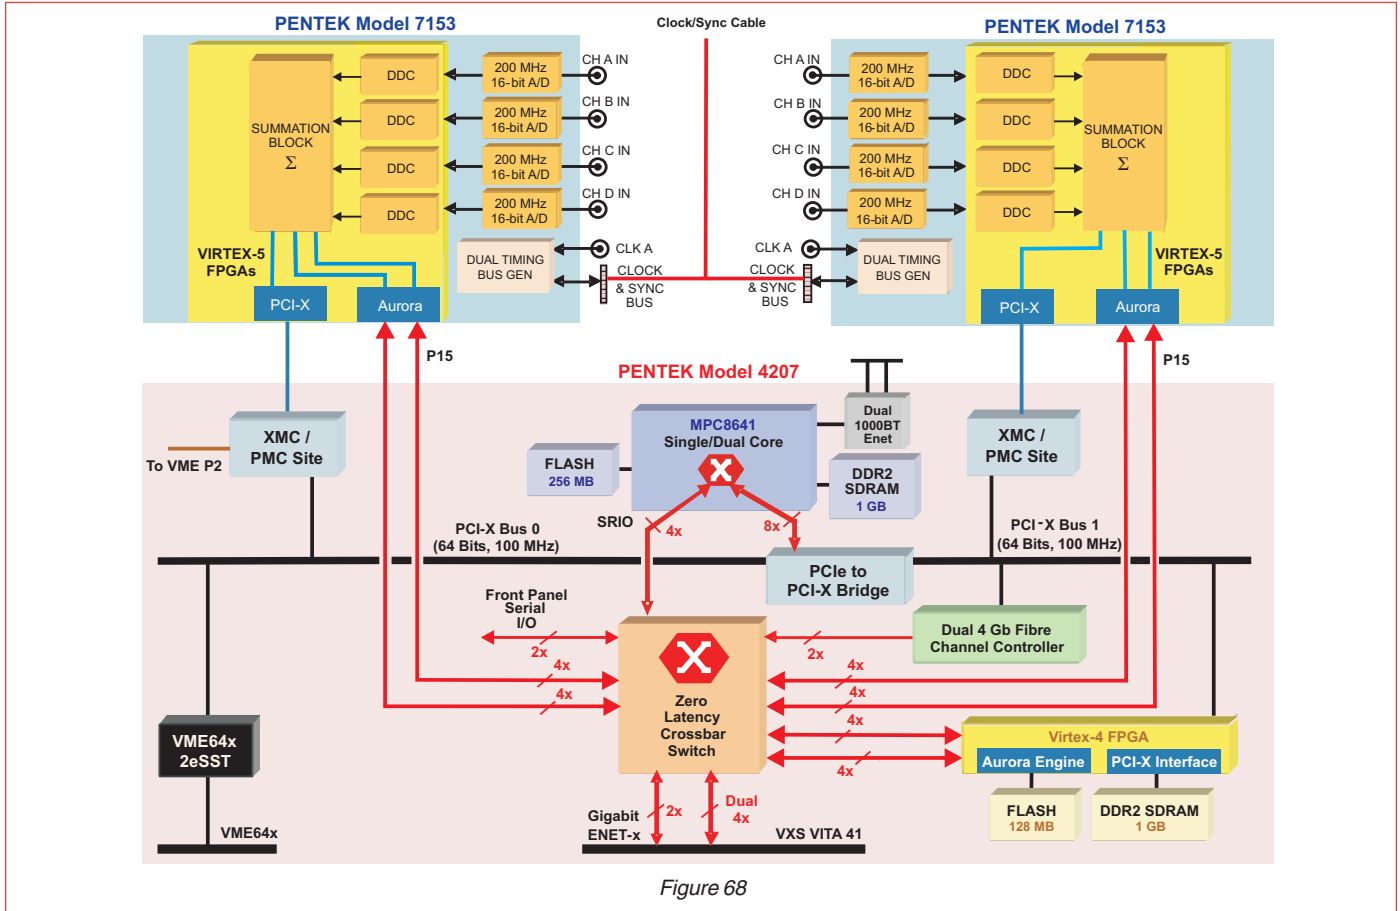 PENTEK Model 7153
Clock/Sync Cable
PENTEK Model 7153
SUMMATION
BLOCK
Σ
DDC
DDC
DDC
DDC
200 MHz
16-bit A/D
200 MHz
16-bit A/D
200 MHz
16-bit A/D
200 MHz
16-bit A/D
CH A IN
CH B IN
CH C IN
CH D IN
CLK A
DUAL TIMING
BUS GEN
CLOCK
& SYNC
BUS
VIRTEX-5
FPGAs
PCI-X
Aurora
P15
CH A IN
CH B IN
CH C IN
CH D IN
CLK A
CLOCK
& SYNC
BUS
200 MHz
16-bit A/D
200 MHz
16-bit A/D
200 MHz
16-bit A/D
200 MHz
16-bit A/D
DUAL TIMING
BUS GEN
DDC
DDC
DDC
DDC
SUMMATION
BLOCK
Σ
VIRTEX-5
FPGAs
PCI-X
Aurora
P15
PENTEK Model 4207
XMC /
PMC Site
To VME P2
FLASH
256 MB
MPC8641
Single/Dual Core
Dual
1000BT
Enet
DDR2
SDRAM
1 GB
XMC /
PMC Site
SRIO
4x
8x
PCI-X Bus 0
(64 Bits, 100 MHz)
PCI-X Bus 1
(64 Bits, 100 MHz)
PCIe to
PCI-X Bridge
Front Panel
Serial
I/O
2x
4x
4x
Zero
Latency
Crossbar
Switch
2x
4x
4x
4x
4x
Dual 4 Gb Fibre
Channel Controller
VME64x
2eSST
Virtex-4 FPGA
Aurora Engine
PCI-X Interface
FLASH
128 MB
DDR2 SDRAM
1 GB
Gigabit
ENET-x
2x
Dual
4x
VME64x
VXS VITA 41
Figure 68